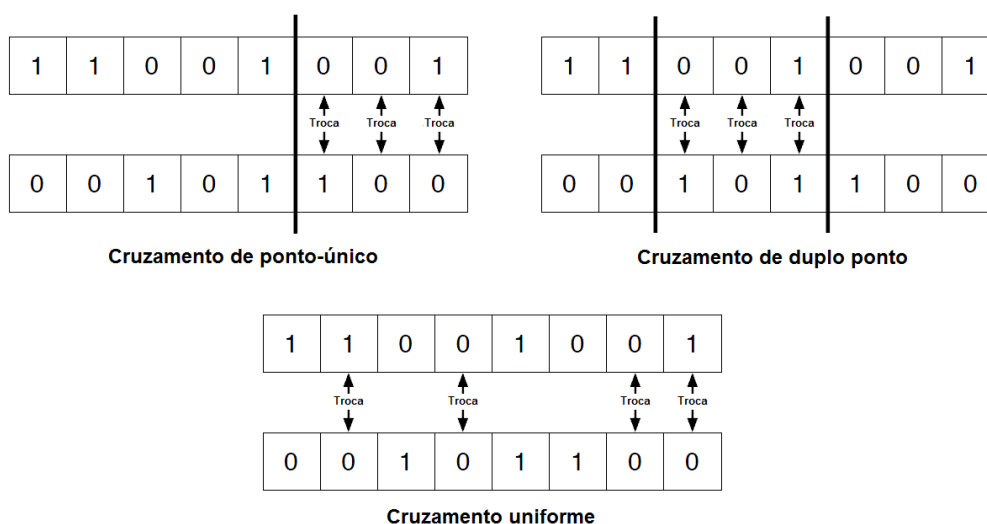 1 1 0 0 1 0 0 1
Troca Troca Troca
0 0 1 0 1 1 0 0
Cruzamento de ponto-único
1 1 0 0 1 0 0 1
Troca Troca Troca
0 0 1 0 1 1 0 0
Cruzamento de duplo ponto
1 1 0 0 1 0 0 1
Troca Troca Troca Troca
0 0 1 0 1 1 0 0
Cruzamento uniforme